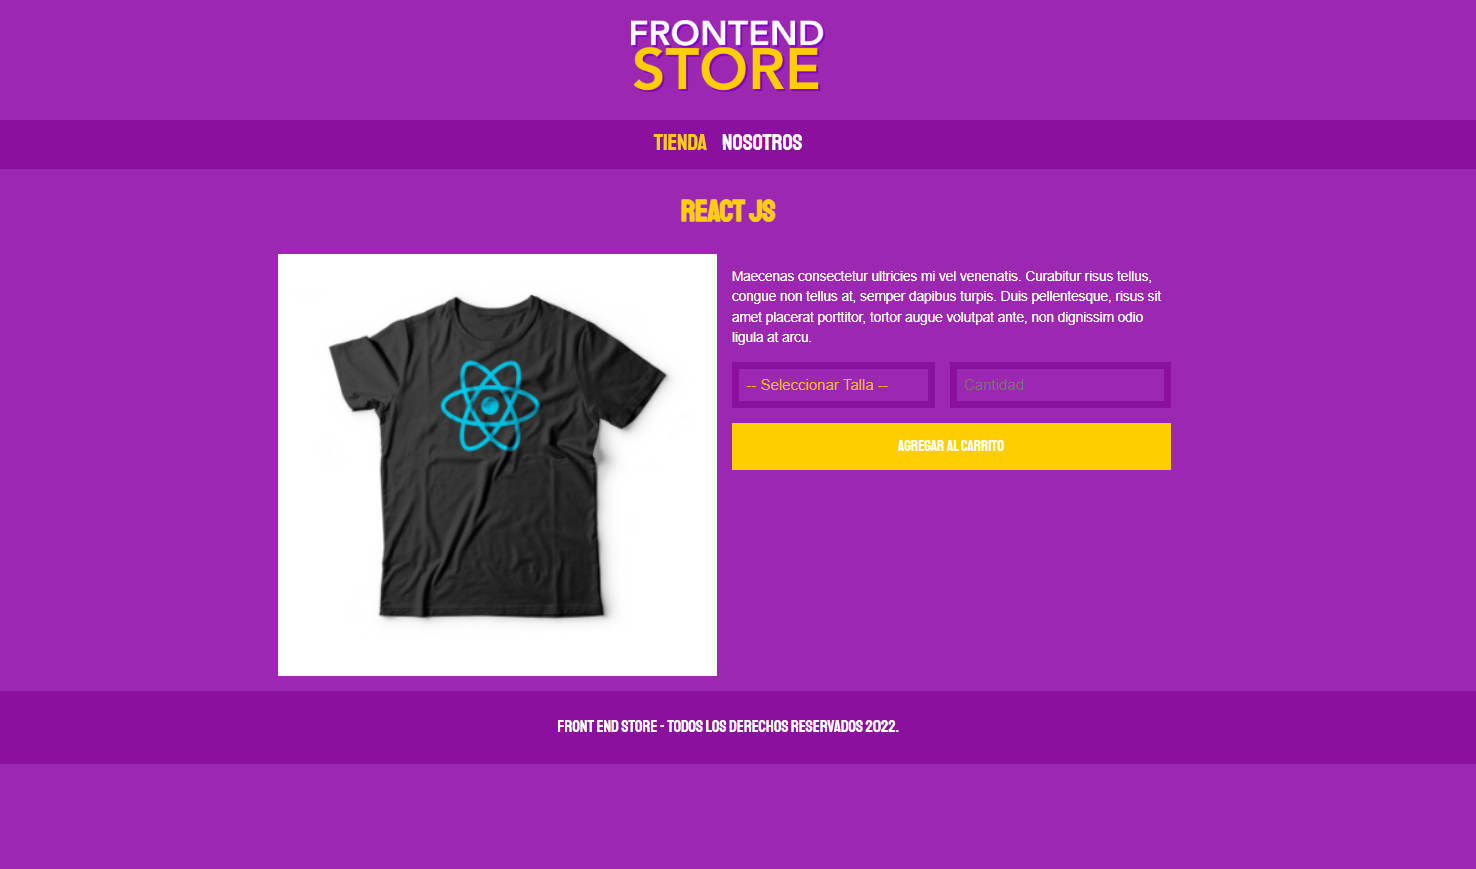 FRONTEND
STORE
TIENDA NOSOTROS
REACT JS
Maecenas consectetur ultricies mi vel venenatis. Curabitur risus tellus,
congue non tellus at, semper dapibus turpis. Duis pellentesque, risus sit
amet placerat porttitor, tortor augue volutpat ante, non dignissim odio
ligula at arcu.
-- Seleccionar Talla -- Cantidad
AGREGAR AL CARRITO
FRONT END STORE - TODOS LOS DERECHOS RESERVADOS 2022.